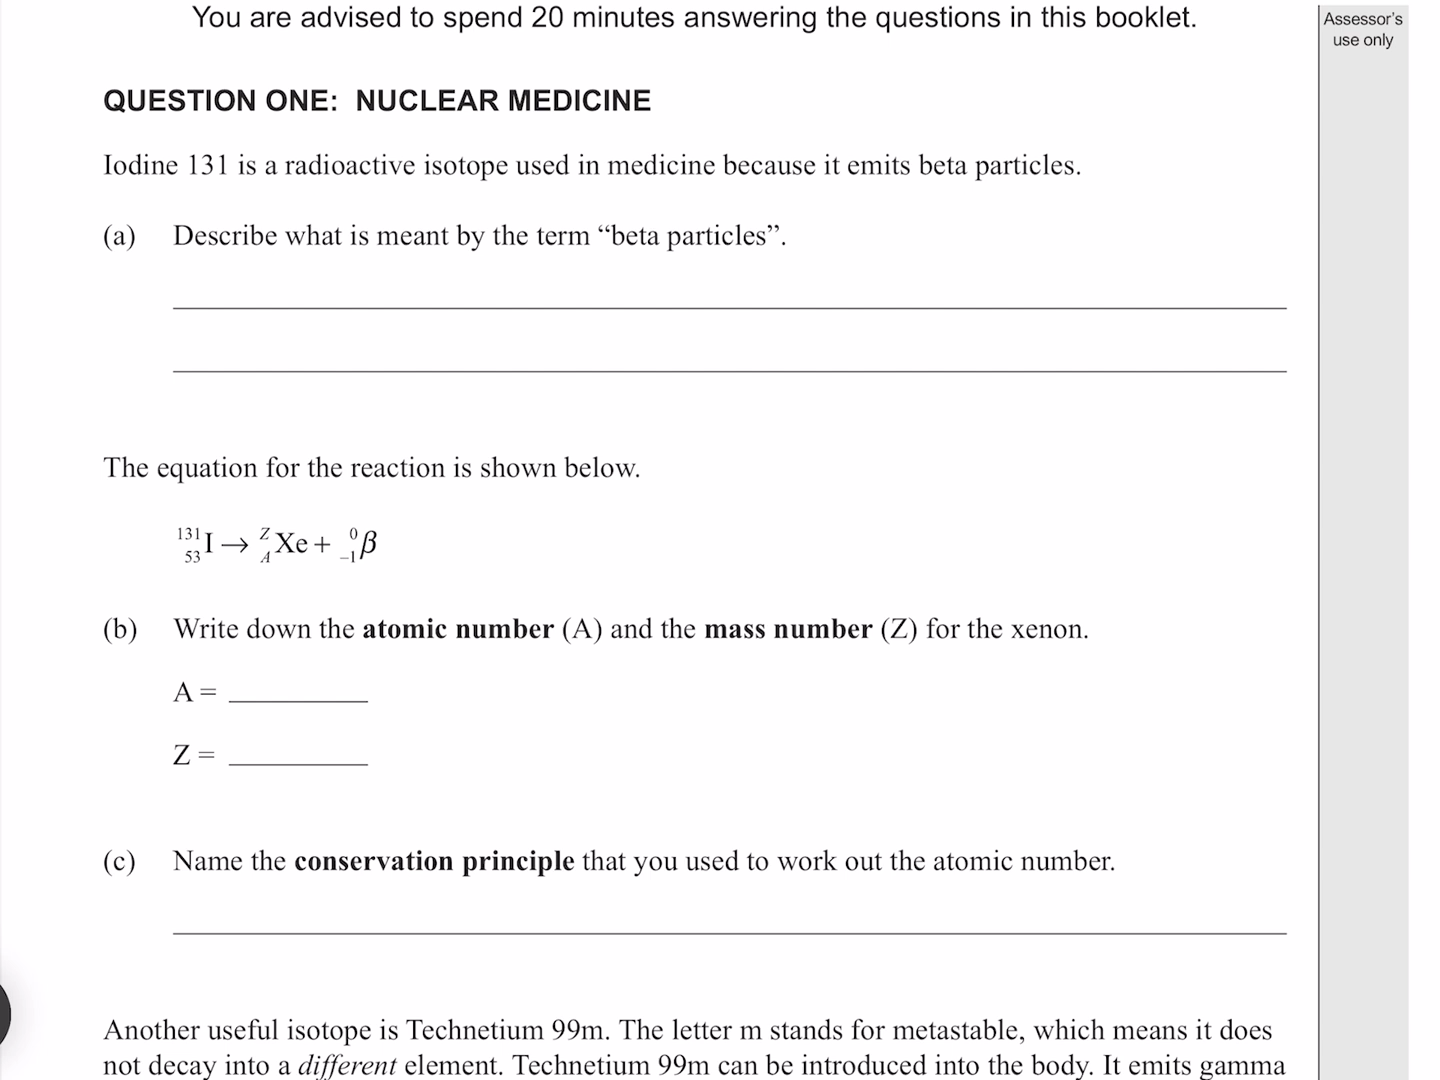 You are advised to spend 20 minutes answering the questions in this booklet.
Assessor's
use only
QUESTION ONE: NUCLEAR MEDICINE
Iodine 131 is a radioactive isotope used in medicine because it emits beta particles.
(a) Describe what is meant by the term “beta particles”.
The equation for the reaction is shown below.
¹³¹₅₃I → ᶻ_A Xe + ⁰₋₁β
(b) Write down the atomic number (A) and the mass number (Z) for the xenon.
A =
Z =
(c) Name the conservation principle that you used to work out the atomic number.
Another useful isotope is Technetium 99m. The letter m stands for metastable, which means it does
not decay into a different element. Technetium 99m can be introduced into the body. It emits gamma